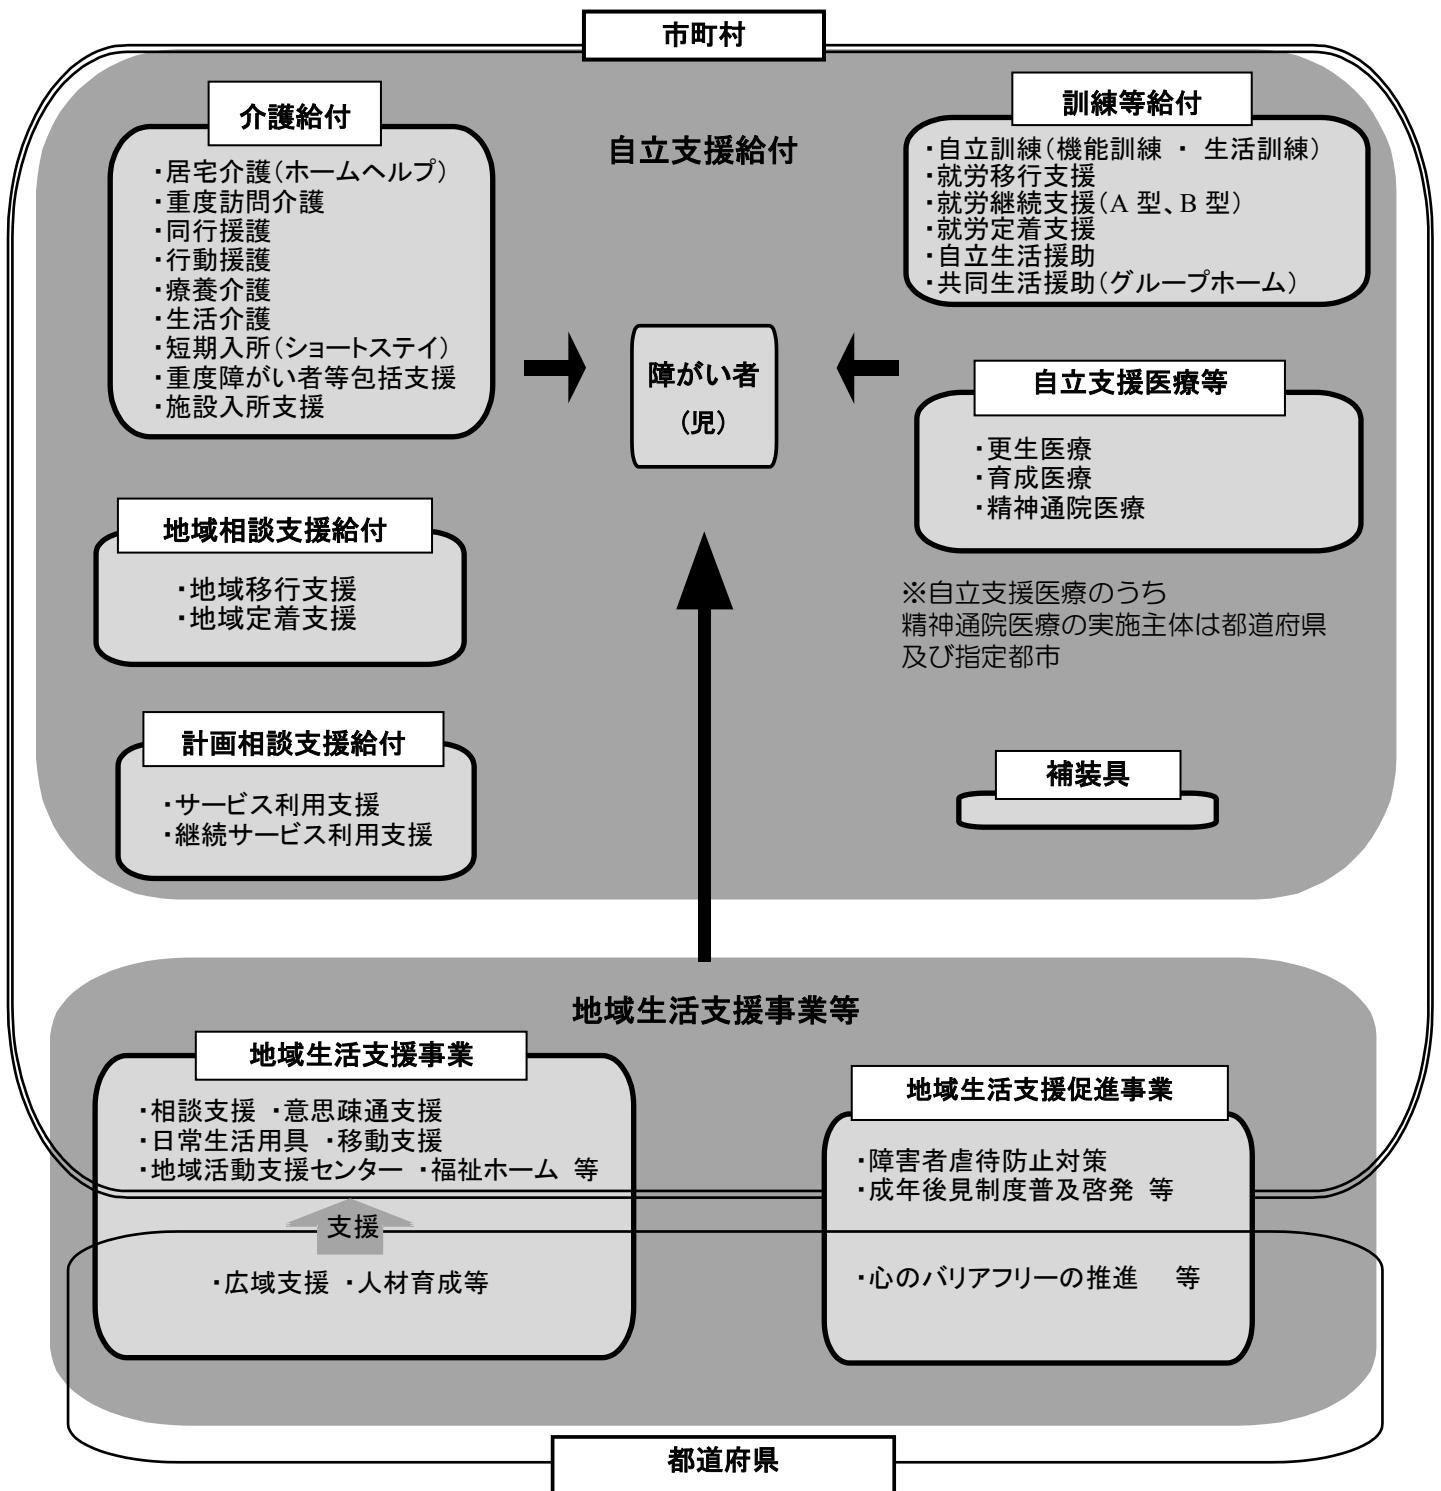 市町村
自立支援給付
介護給付
・居宅介護(ホームヘルプ)
・重度訪問介護
・同行援護
・行動援護
・療養介護
・生活介護
・短期入所(ショートステイ)
・重度障がい者等包括支援
・施設入所支援
訓練等給付
・自立訓練(機能訓練 ・ 生活訓練)
・就労移行支援
・就労継続支援(A 型、B 型)
・就労定着支援
・自立生活援助
・共同生活援助(グループホーム)
障がい者
(児)
自立支援医療等
・更生医療
・育成医療
・精神通院医療
※自立支援医療のうち
精神通院医療の実施主体は都道府県
及び指定都市
地域相談支援給付
・地域移行支援
・地域定着支援
計画相談支援給付
・サービス利用支援
・継続サービス利用支援
補装具
地域生活支援事業等
地域生活支援事業
・相談支援 ・意思疎通支援
・日常生活用具 ・移動支援
・地域活動支援センター ・福祉ホーム 等
支援
・広域支援 ・人材育成等
地域生活支援促進事業
・障害者虐待防止対策
・成年後見制度普及啓発 等
・心のバリアフリーの推進 等
都道府県